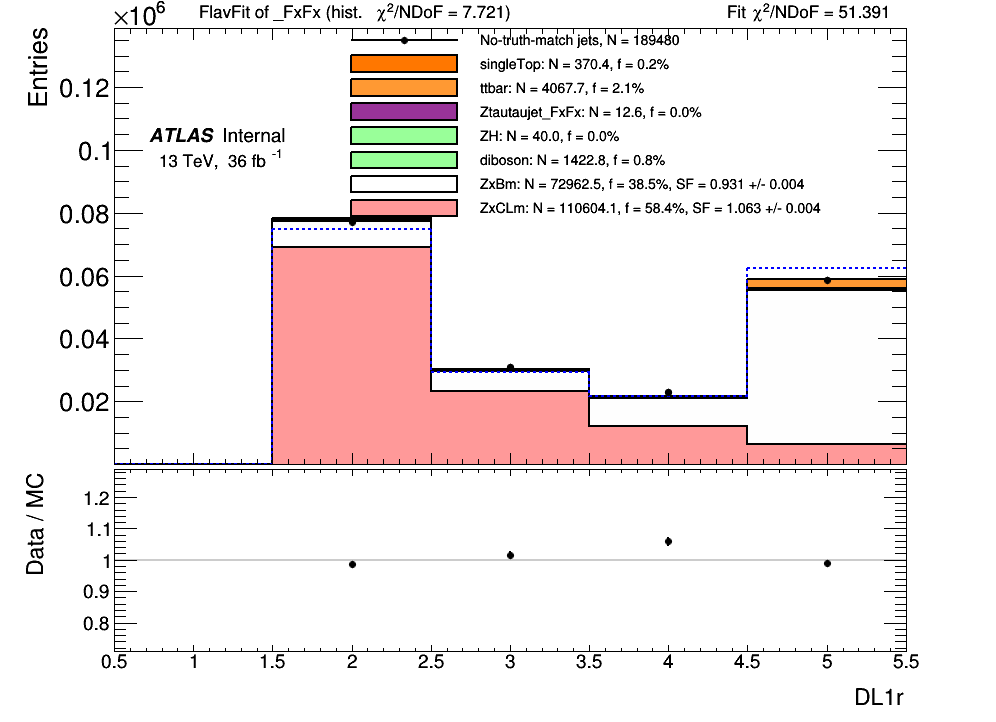 ×10⁶
FlavFit of _FxFx (hist.   χ²/NDoF = 7.721)
Fit χ²/NDoF = 51.391
Entries
No-truth-match jets, N = 189480
singleTop: N = 370.4, f = 0.2%
ttbar: N = 4067.7, f = 2.1%
Ztautaujet_FxFx: N = 12.6, f = 0.0%
ZH: N = 40.0, f = 0.0%
diboson: N = 1422.8, f = 0.8%
ZxBm: N = 72962.5, f = 38.5%, SF = 0.931 +/- 0.004
ZxCLm: N = 110604.1, f = 58.4%, SF = 1.063 +/- 0.004
ATLAS Internal
13 TeV, 36 fb⁻¹
0.12
0.1
0.08
0.06
0.04
0.02
Data / MC
1.2
1.1
1
0.9
0.8
0.5 1 1.5 2 2.5 3 3.5 4 4.5 5 5.5
DL1r